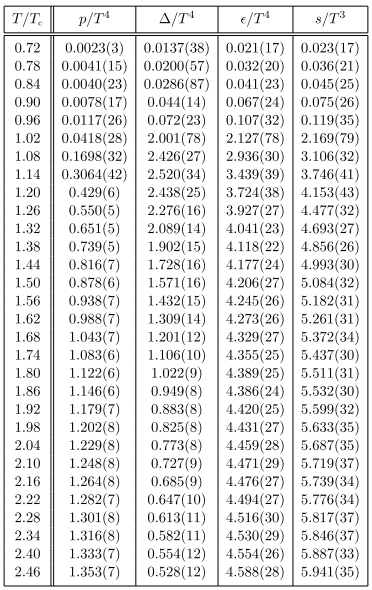 T/Tc p/T⁴ Δ/T⁴ ϵ/T⁴ s/T³
0.72 0.0023(3) 0.0137(38) 0.021(17) 0.023(17)
0.78 0.0041(15) 0.0200(57) 0.032(20) 0.036(21)
0.84 0.0040(23) 0.0286(87) 0.041(23) 0.045(25)
0.90 0.0078(17) 0.044(14) 0.067(24) 0.075(26)
0.96 0.0117(26) 0.072(23) 0.107(32) 0.119(35)
1.02 0.0418(28) 2.001(78) 2.127(78) 2.169(79)
1.08 0.1698(32) 2.426(27) 2.936(30) 3.106(32)
1.14 0.3064(42) 2.520(34) 3.439(39) 3.746(41)
1.20 0.429(6) 2.438(25) 3.724(38) 4.153(43)
1.26 0.550(5) 2.276(16) 3.927(27) 4.477(32)
1.32 0.651(5) 2.089(14) 4.041(23) 4.693(27)
1.38 0.739(5) 1.902(15) 4.118(22) 4.856(26)
1.44 0.816(7) 1.728(16) 4.177(24) 4.993(30)
1.50 0.878(6) 1.571(16) 4.206(27) 5.084(32)
1.56 0.938(7) 1.432(15) 4.245(26) 5.182(31)
1.62 0.988(7) 1.309(14) 4.273(26) 5.261(31)
1.68 1.043(7) 1.201(12) 4.329(27) 5.372(34)
1.74 1.083(6) 1.106(10) 4.355(25) 5.437(30)
1.80 1.122(6) 1.022(9) 4.389(25) 5.511(31)
1.86 1.146(6) 0.949(8) 4.386(24) 5.532(30)
1.92 1.179(7) 0.883(8) 4.420(25) 5.599(32)
1.98 1.202(8) 0.825(8) 4.431(27) 5.633(35)
2.04 1.229(8) 0.773(8) 4.459(28) 5.687(35)
2.10 1.248(8) 0.727(9) 4.471(29) 5.719(37)
2.16 1.264(8) 0.685(9) 4.476(27) 5.739(34)
2.22 1.282(7) 0.647(10) 4.494(27) 5.776(34)
2.28 1.301(8) 0.613(11) 4.516(30) 5.817(37)
2.34 1.316(8) 0.582(11) 4.530(29) 5.846(37)
2.40 1.333(7) 0.554(12) 4.554(26) 5.887(33)
2.46 1.353(7) 0.528(12) 4.588(28) 5.941(35)